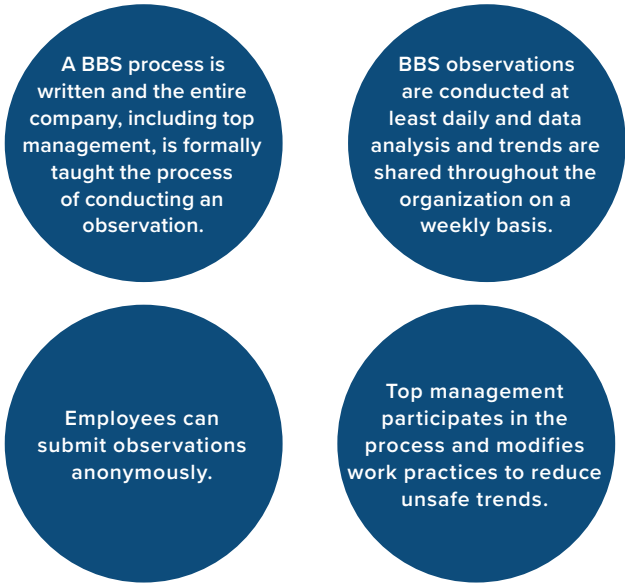 A BBS process is
written and the entire
company, including top
management, is formally
taught the process
of conducting an
observation.
BBS observations
are conducted at
least daily and data
analysis and trends are
shared throughout the
organization on a
weekly basis.
Employees can
submit observations
anonymously.
Top management
participates in the
process and modifies
work practices to reduce
unsafe trends.